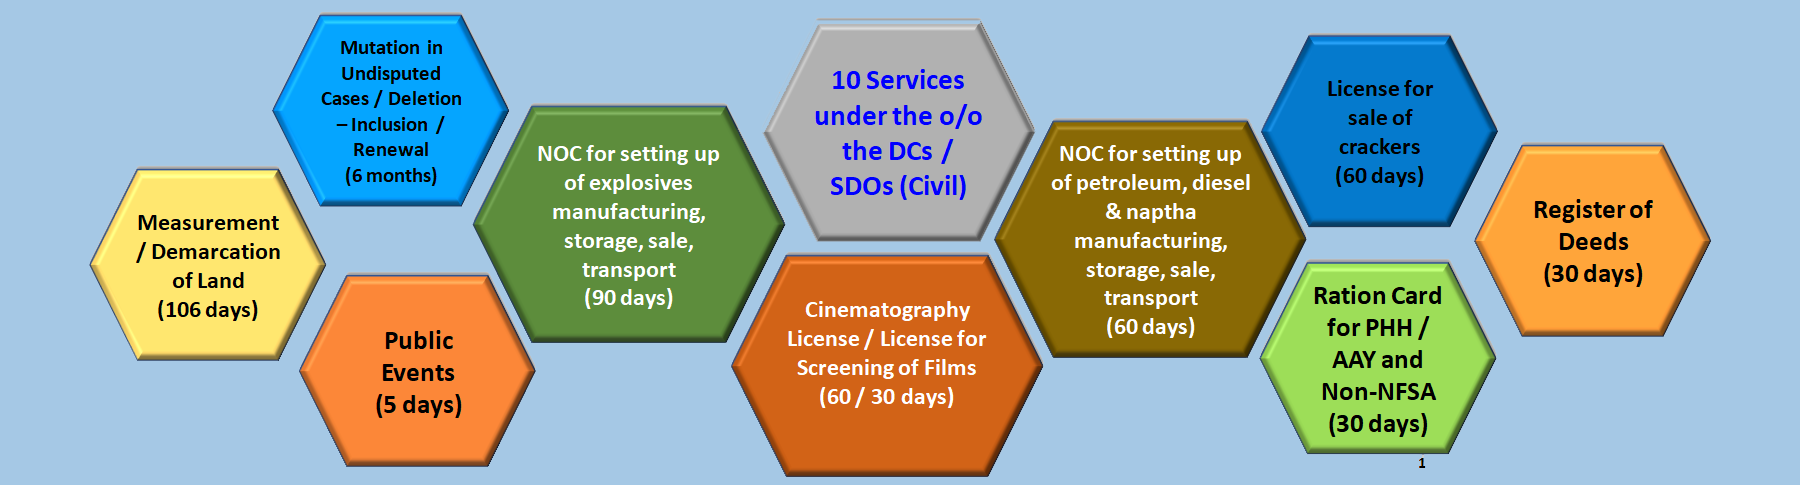 Measurement
/ Demarcation
of Land
(106 days)
Mutation in
Undisputed
Cases / Deletion
– Inclusion /
Renewal
(6 months)
Public
Events
(5 days)
NOC for setting up
of explosives
manufacturing,
storage, sale,
transport
(90 days)
10 Services
under the o/o
the DCs /
SDOs (Civil)
Cinematography
License / License for
Screening of Films
(60 / 30 days)
NOC for setting up
of petroleum, diesel
& naptha
manufacturing,
storage, sale,
transport
(60 days)
License for
sale of
crackers
(60 days)
Ration Card
for PHH /
AAY and
Non-NFSA
(30 days)
Register of
Deeds
(30 days)
1